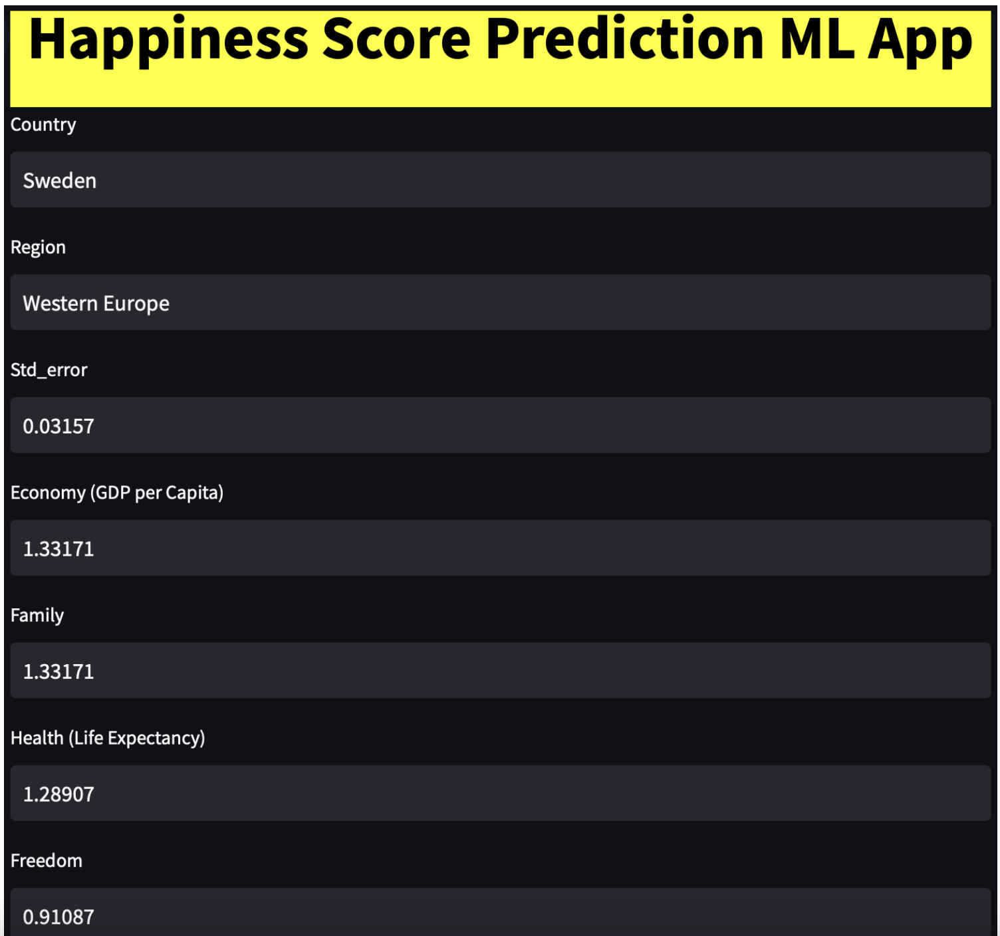 Happiness Score Prediction ML App
Country
Sweden
Region
Western Europe
Std_error
0.03157
Economy (GDP per Capita)
1.33171
Family
1.33171
Health (Life Expectancy)
1.28907
Freedom
0.91087